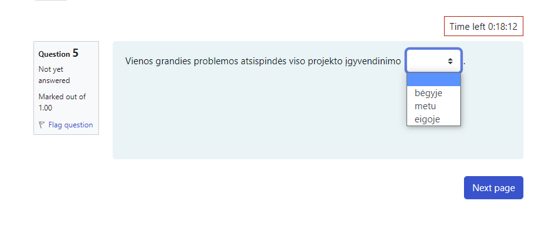 Time left 0:18:12
Question 5
Not yet
answered
Marked out of
1.00
Flag question
Vienos grandies problemos atsispindės viso projekto įgyvendinimo .
bėgyje
metu
eigoje
Next page